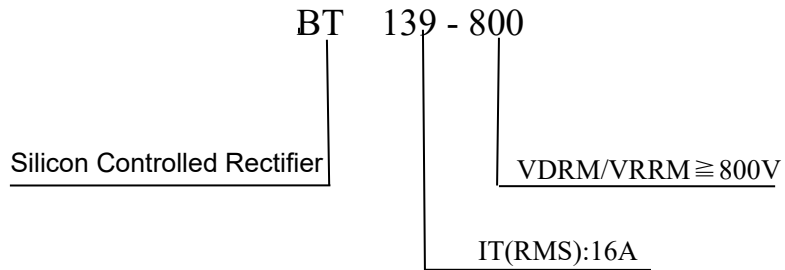 BT 139 - 800
Silicon Controlled Rectifier
VDRM/VRRM≧800V
IT(RMS):16A